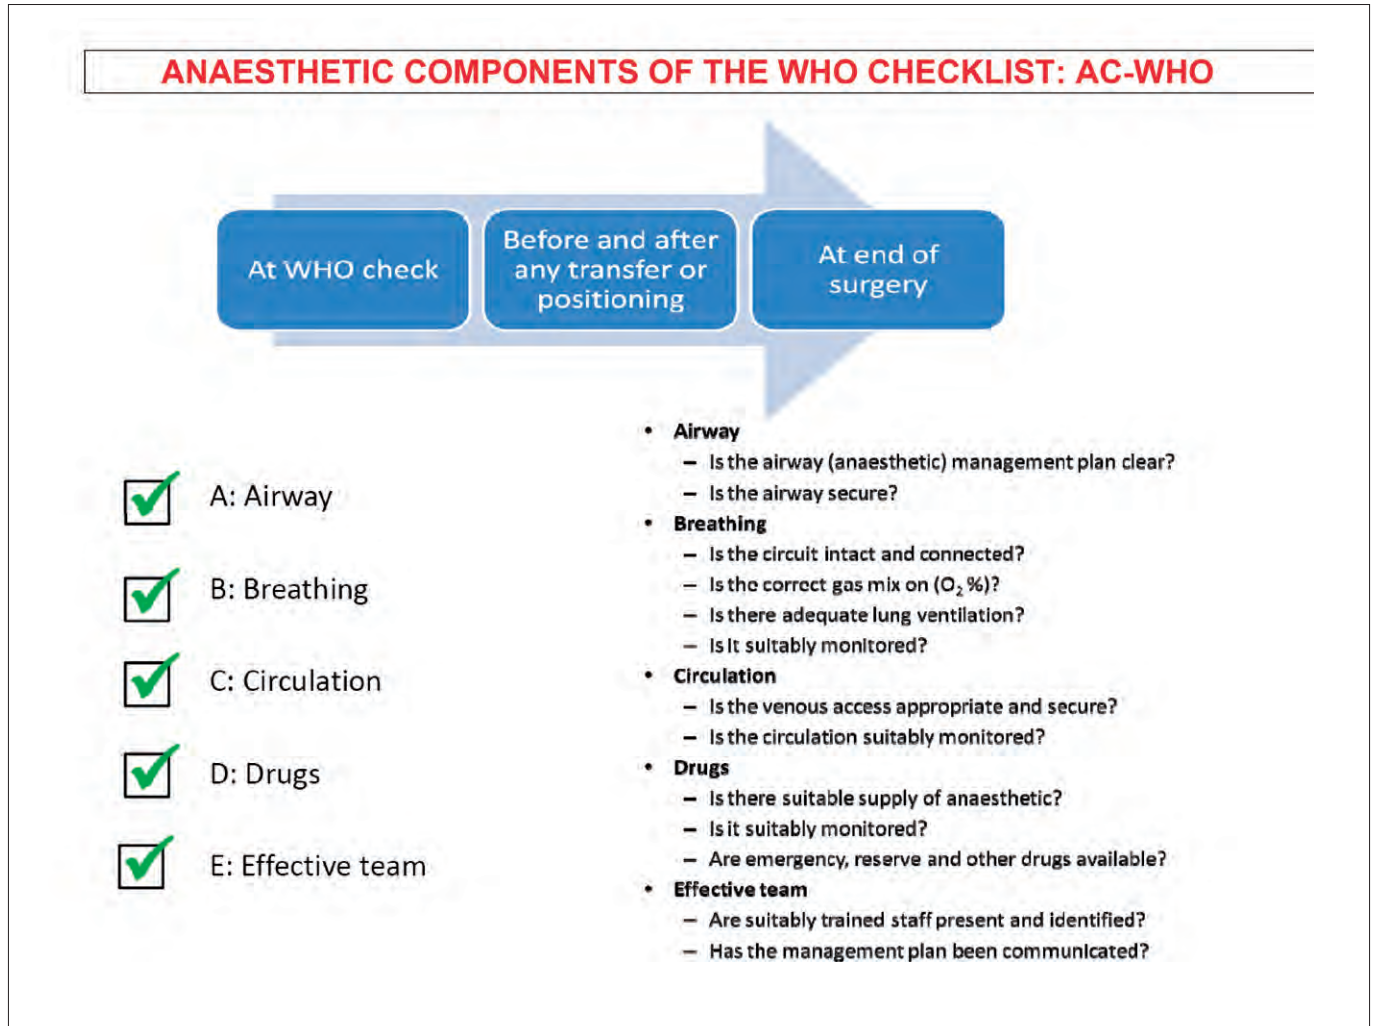 ANAESTHETIC COMPONENTS OF THE WHO CHECKLIST: AC-WHO
At WHO check
Before and after
any transfer or
positioning
At end of
surgery
A: Airway
B: Breathing
C: Circulation
D: Drugs
E: Effective team
• Airway
– Is the airway (anaesthetic) management plan clear?
– Is the airway secure?
• Breathing
– Is the circuit intact and connected?
– Is the correct gas mix on (O₂ %)?
– Is there adequate lung ventilation?
– Is it suitably monitored?
• Circulation
– Is the venous access appropriate and secure?
– Is the circulation suitably monitored?
• Drugs
– Is there suitable supply of anaesthetic?
– Is it suitably monitored?
– Are emergency, reserve and other drugs available?
• Effective team
– Are suitably trained staff present and identified?
– Has the management plan been communicated?